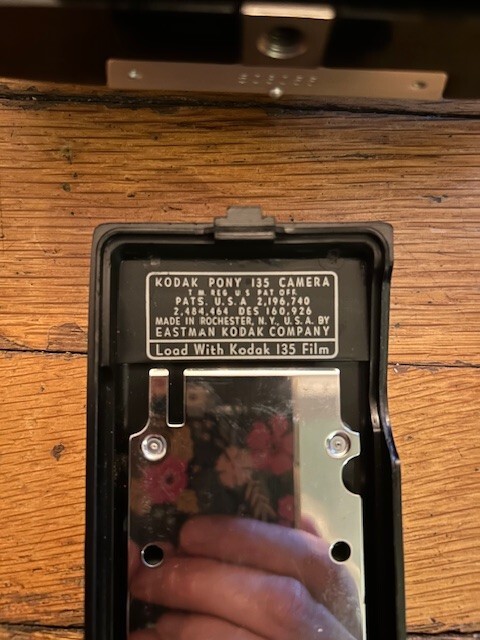 KODAK PONY 135 CAMERA
T M REG U S PAT OFF.
PATS. U.S.A 2,196,740
2,484,464 DES 160,926
MADE IN ROCHESTER, N.Y., U.S.A. BY
EASTMAN KODAK COMPANY
Load With Kodak 135 Film